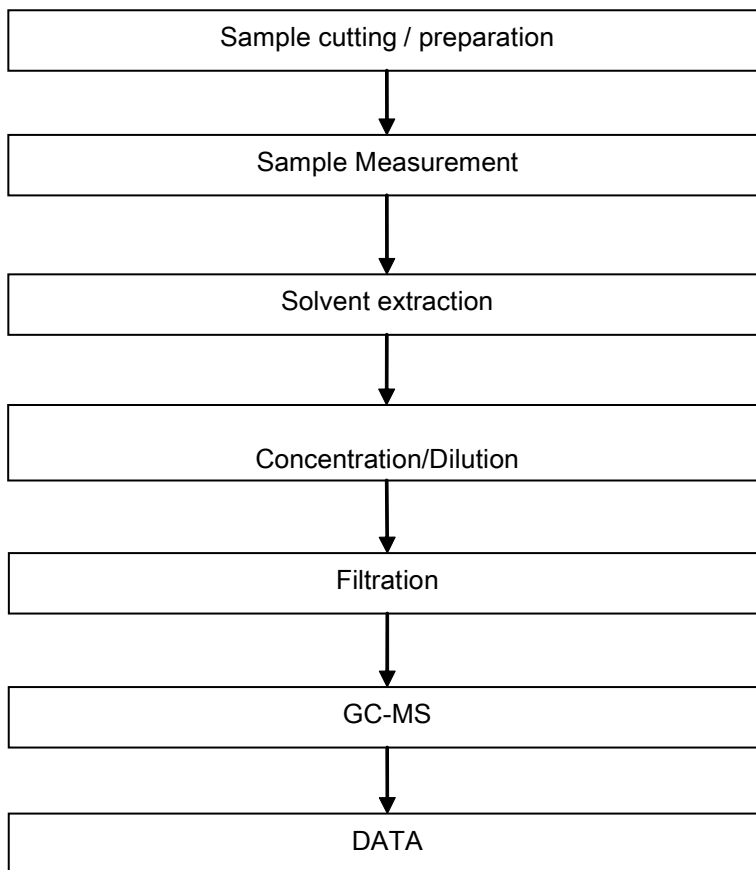 Sample cutting / preparation
Sample Measurement
Solvent extraction
Concentration/Dilution
Filtration
GC-MS
DATA